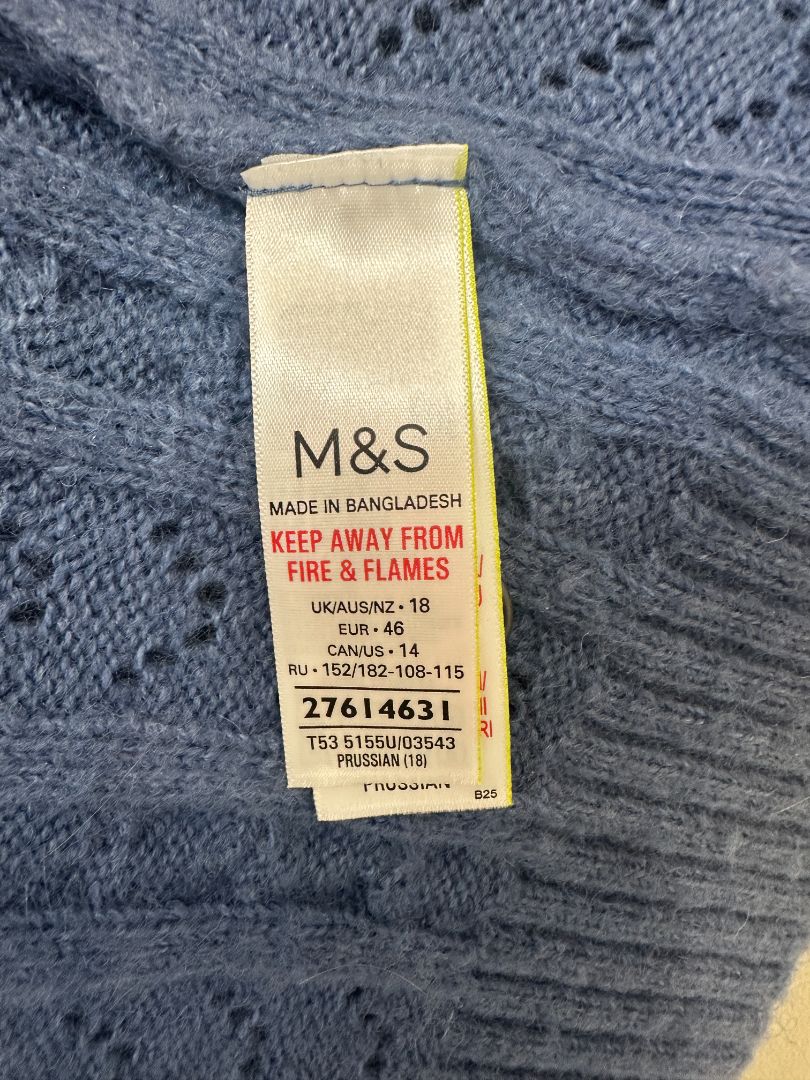 M&S
MADE IN BANGLADESH
KEEP AWAY FROM
FIRE & FLAMES
UK/AUS/NZ • 18
EUR • 46
CAN/US • 14
RU • 152/182-108-115
27614631
T53 5155U/03543
PRUSSIAN (18)
PRUSSIAN
B25